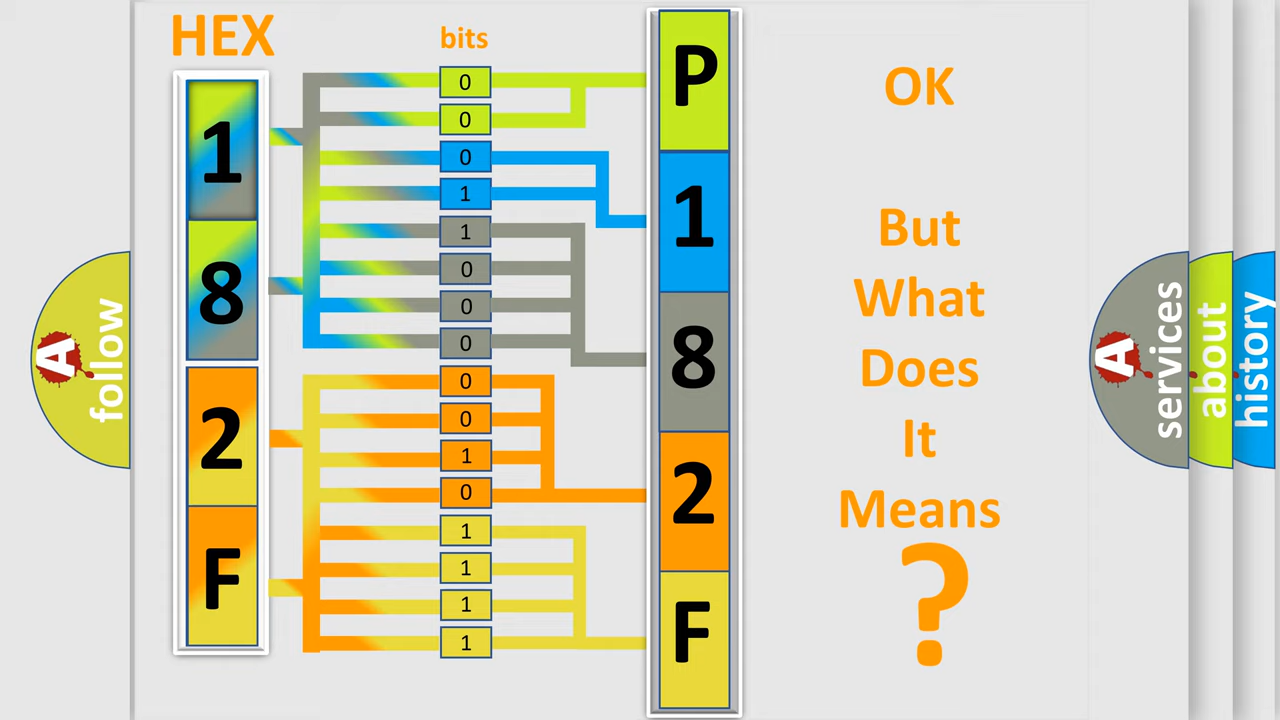 HEX
bits
1
8
2
F
0
0
0
1
1
0
0
0
0
0
1
0
1
1
1
1
P
1
8
2
F
OK
But
What
Does
It
Means
?
A
follow
A
services
about
history